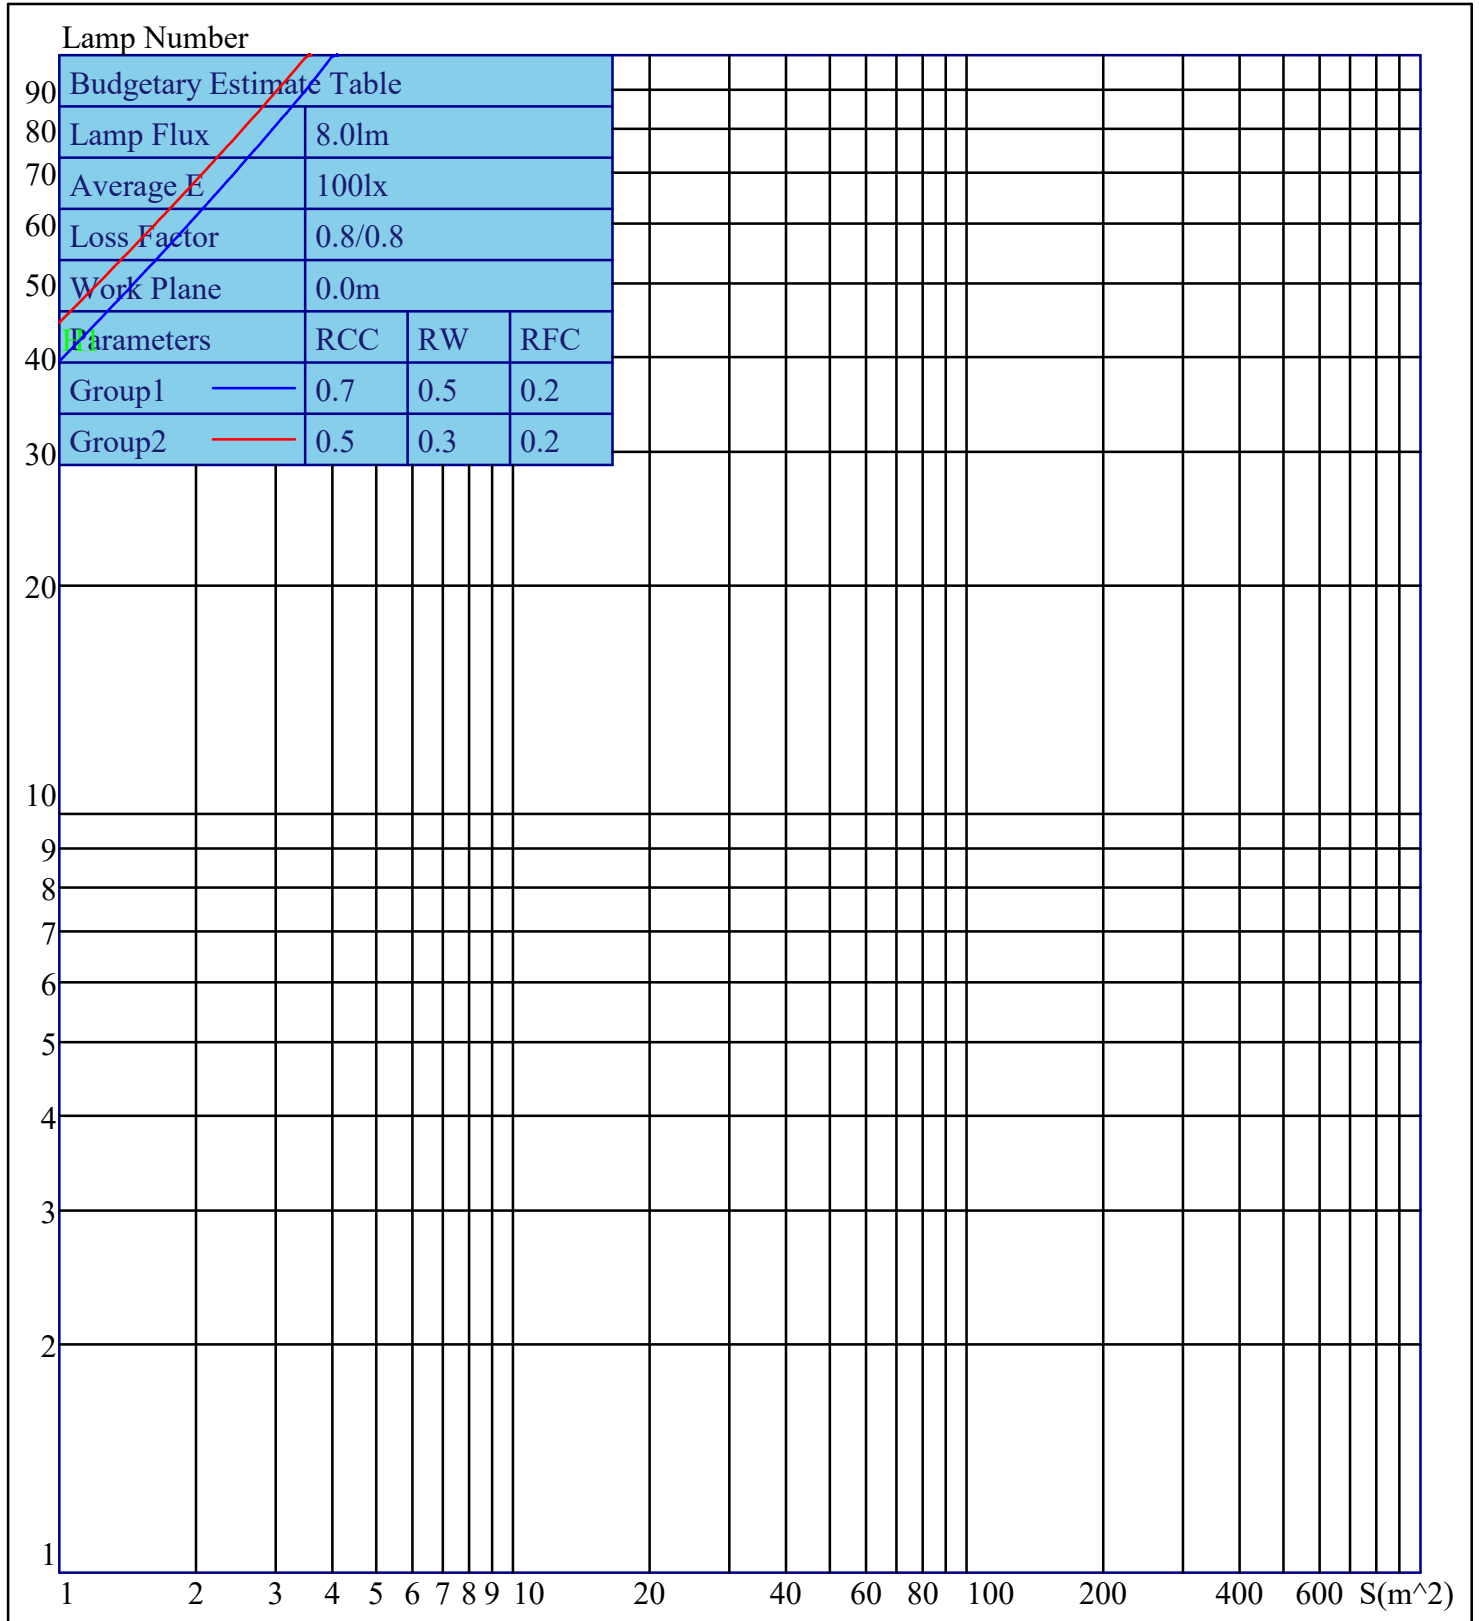 Lamp Number
Budgetary Estimate Table
Lamp Flux 8.0lm
Average E 100lx
Loss Factor 0.8/0.8
Work Plane 0.0m
Parameters RCC RW RFC
Group1 0.7 0.5 0.2
Group2 0.5 0.3 0.2
90
80
70
60
50
40
30
20
10
9
8
7
6
5
4
3
2
1
1 2 3 4 5 6 7 8 9 10 20 40 60 80 100 200 400 600 S(m^2)